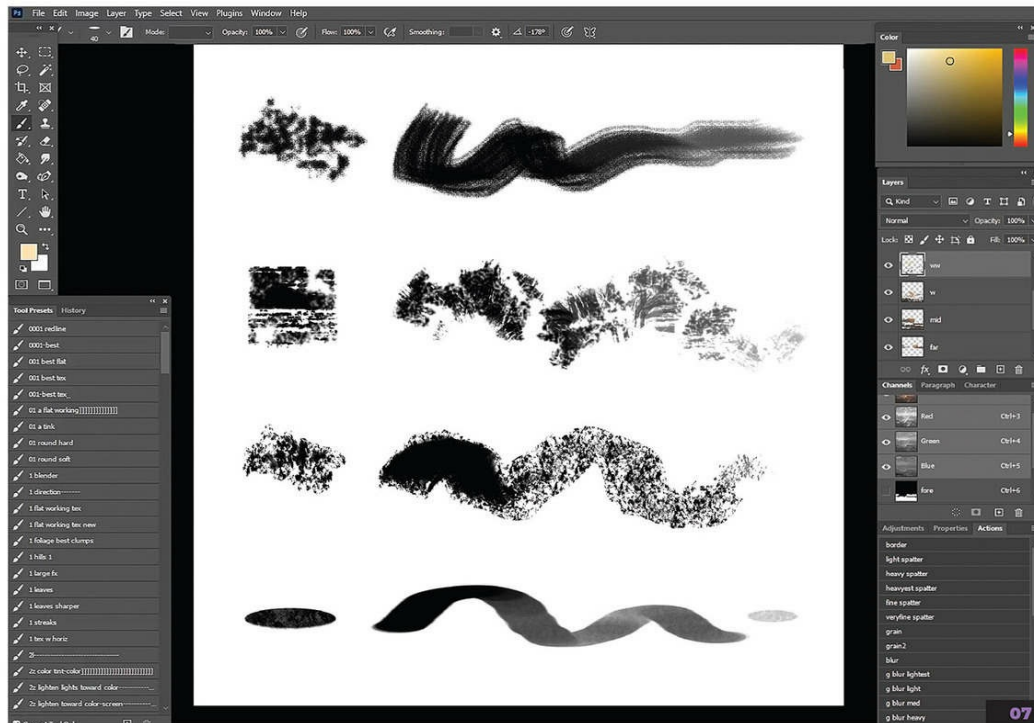 Ps File Edit Image Layer Type Select View Plugins Window Help
40 Mode: Opacity: 100% Flow: 100% Smoothing: -178°
Tool Presets History
0001 redline
0001-best
001 best flat
001 best tex
001-best tex_
01 a flat working]]]]]]]]]]]]]]]
01 a tink
01 round hard
01 round soft
1 blender
1 direction--------
1 flat working tex
1 flat working tex new
1 foliage best clumps
1 hills 1
1 large fx
1 leaves
1 leaves sharper
1 streaks
1 tex w horiz
2z color tnt-color]]]]]]]]]]]]]]]]]]]]]]]]]
2z lighten lights toward color------------...
2z lighten toward color-screen-----------...
Color
Layers
Kind
Normal Opacity: 100%
Lock: Fill: 100%
ww
w
mid
far
fx
Channels Paragraph Character
Red Ctrl+3
Green Ctrl+4
Blue Ctrl+5
fore Ctrl+6
Adjustments Properties Actions
border
light spatter
heavy spatter
heavyest spatter
fine spatter
veryfine spatter
grain
grain2
blur
g blur lightest
g blur light
g blur med
g blur heavy
07